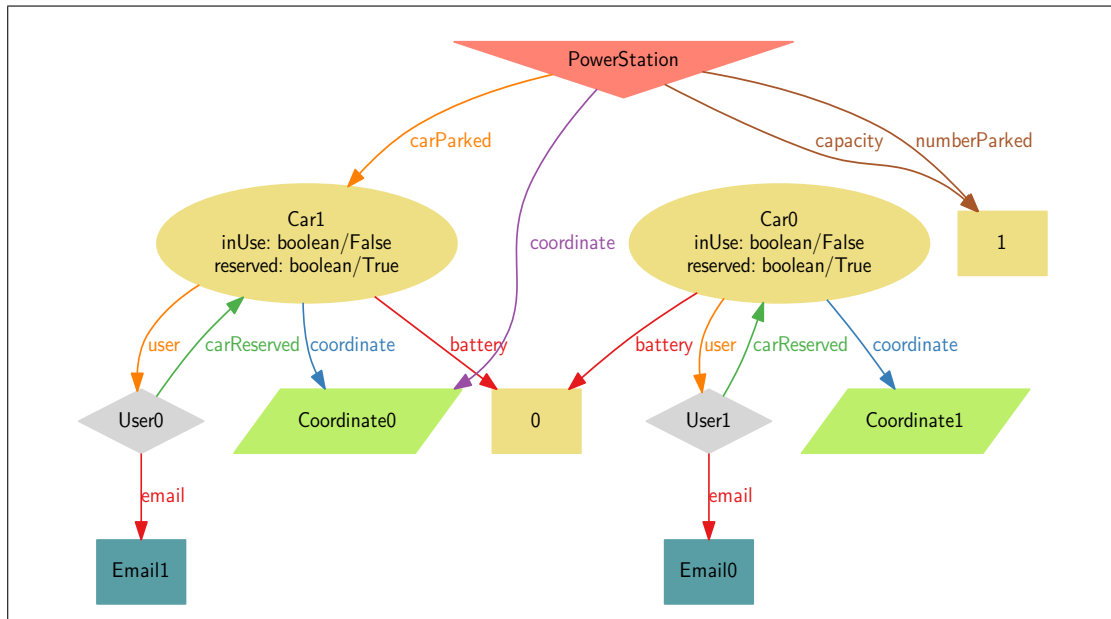 PowerStation
carParked
capacity
numberParked
Car1
inUse: boolean/False
reserved: boolean/True
coordinate
Car0
inUse: boolean/False
reserved: boolean/True
1
user
carReserved
coordinate
battery
battery
user
carReserved
coordinate
User0
Coordinate0
0
User1
Coordinate1
email
email
Email1
Email0